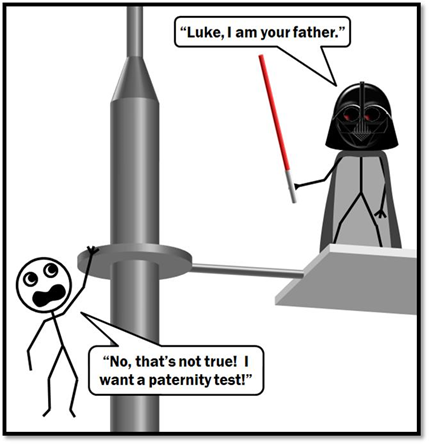 “Luke, I am your father.”
“No, that’s not true!  I
want a paternity test!”